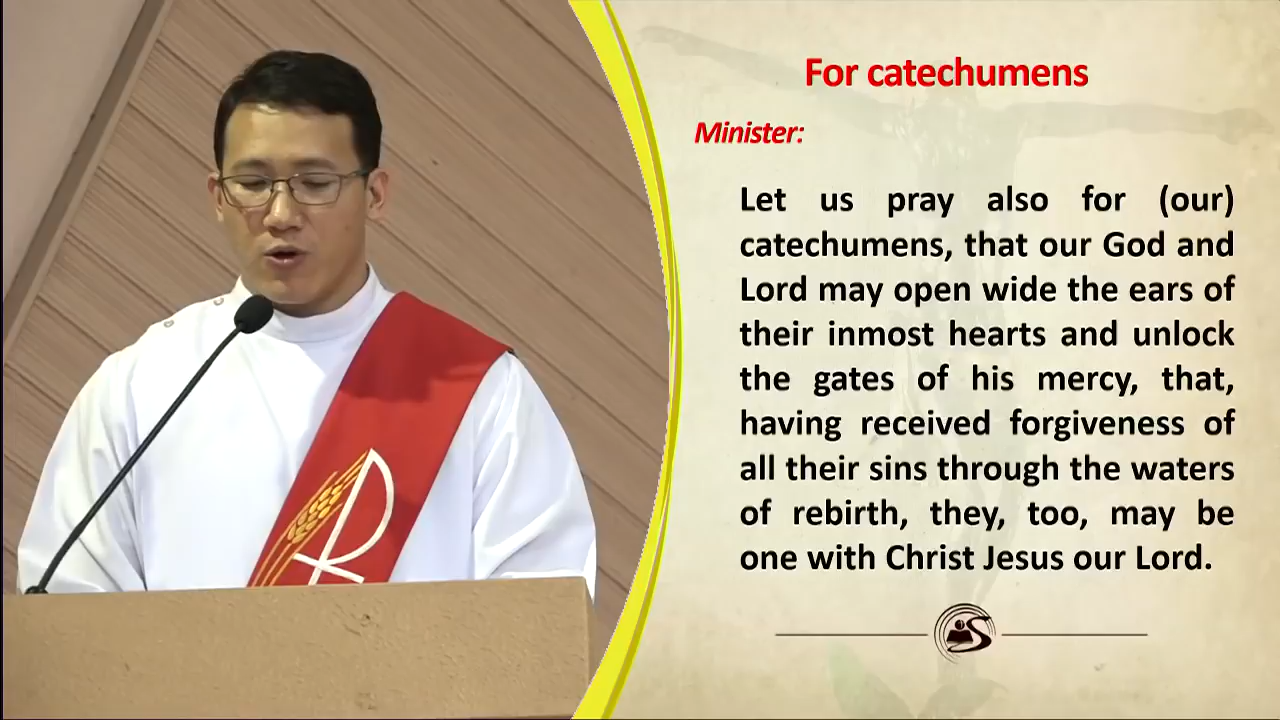 For catechumens
Minister:
Let us pray also for (our)
catechumens, that our God and
Lord may open wide the ears of
their inmost hearts and unlock
the gates of his mercy, that,
having received forgiveness of
all their sins through the waters
of rebirth, they, too, may be
one with Christ Jesus our Lord.